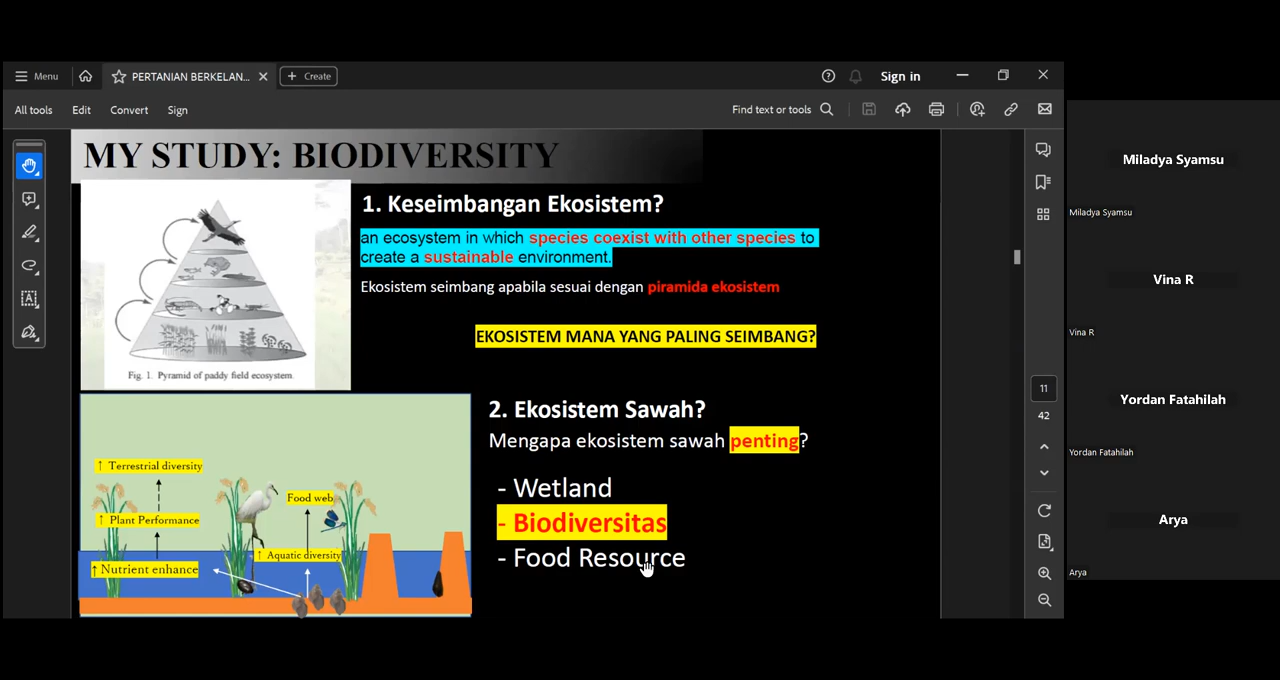 Menu
PERTANIAN BERKELAN...
Create
Sign in
All tools
Edit
Convert
Sign
Find text or tools
MY STUDY: BIODIVERSITY
1. Keseimbangan Ekosistem?
an ecosystem in which species coexist with other species to
create a sustainable environment.
Ekosistem seimbang apabila sesuai dengan piramida ekosistem
EKOSISTEM MANA YANG PALING SEIMBANG?
Fig. 1. Pyramid of paddy field ecosystem.
2. Ekosistem Sawah?
Mengapa ekosistem sawah penting?
- Wetland
- Biodiversitas
- Food Resource
↑ Terrestrial diversity
Food web
↑ Plant Performance
↑ Aquatic diversity
↑ Nutrient enhance
11
42
Miladya Syamsu
Miladya Syamsu
Vina R
Vina R
Yordan Fatahilah
Yordan Fatahilah
Arya
Arya